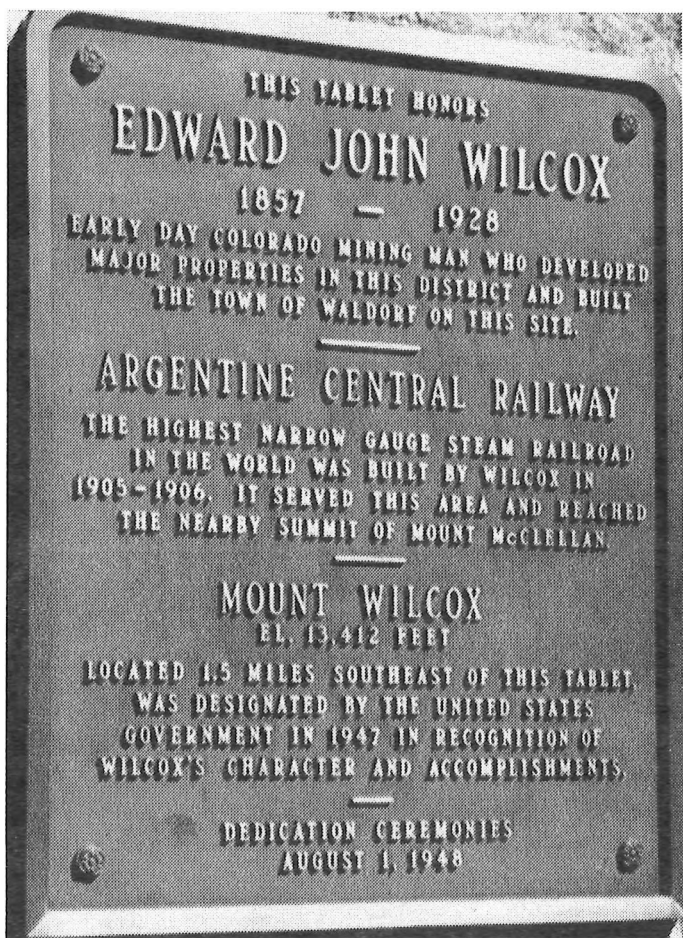 THIS TABLET HONORS
EDWARD JOHN WILCOX
1857 — 1928
EARLY DAY COLORADO MINING MAN WHO DEVELOPED
MAJOR PROPERTIES IN THIS DISTRICT AND BUILT
THE TOWN OF WALDORF ON THIS SITE.
ARGENTINE CENTRAL RAILWAY
THE HIGHEST NARROW GAUGE STEAM RAILROAD
IN THE WORLD WAS BUILT BY WILCOX IN
1905-1906. IT SERVED THIS AREA AND REACHED
THE NEARBY SUMMIT OF MOUNT McCLELLAN.
MOUNT WILCOX
EL. 13,412 FEET
LOCATED 1.5 MILES SOUTHEAST OF THIS TABLET,
WAS DESIGNATED BY THE UNITED STATES
GOVERNMENT IN 1947 IN RECOGNITION OF
WILCOX'S CHARACTER AND ACCOMPLISHMENTS.
DEDICATION CEREMONIES
AUGUST 1, 1948